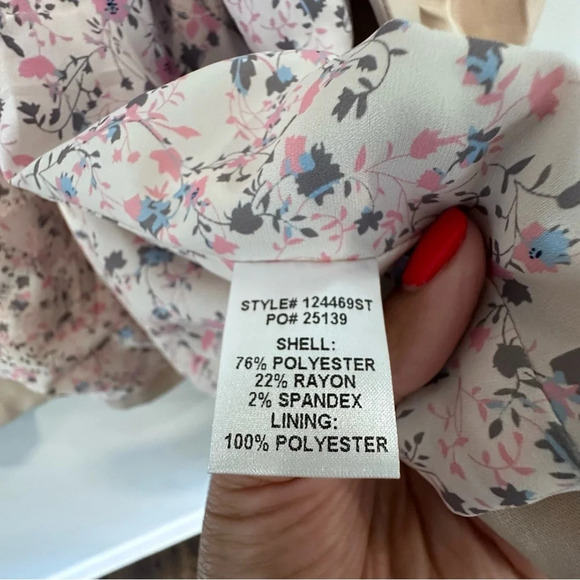 STYLE# 124469ST
PO# 25139
SHELL:
76% POLYESTER
22% RAYON
2% SPANDEX
LINING:
100% POLYESTER